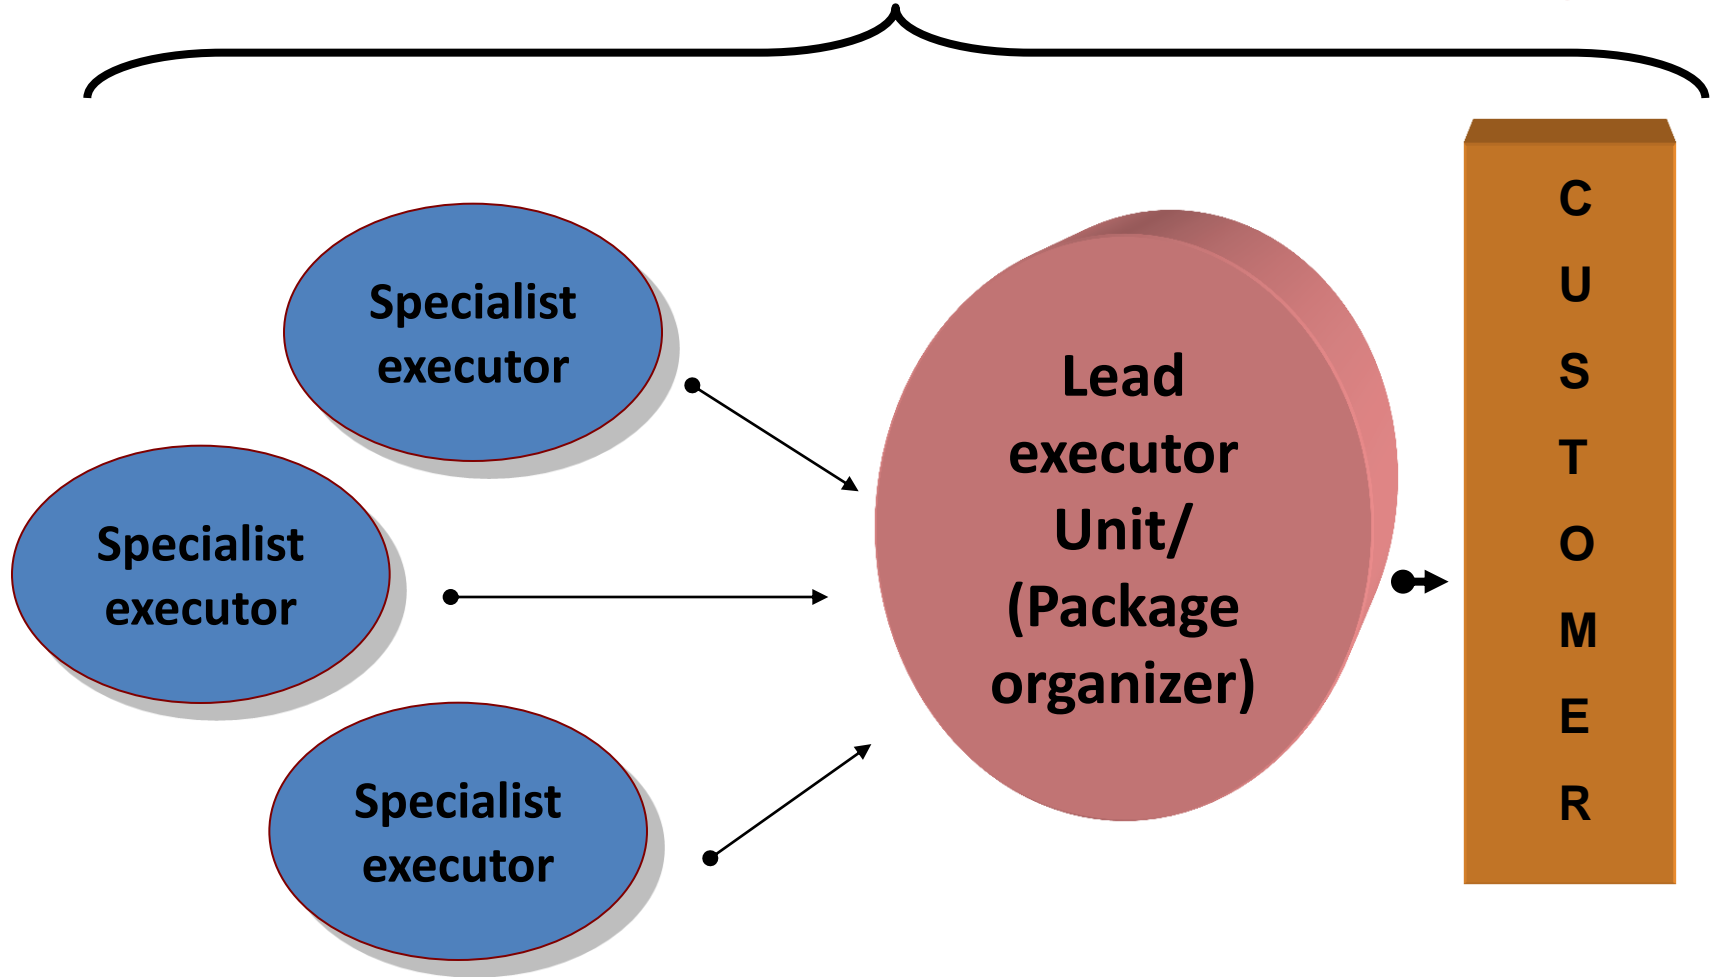 Specialist
executor
Specialist
executor
Specialist
executor
Lead
executor
Unit/
(Package
organizer)
C
U
S
T
O
M
E
R